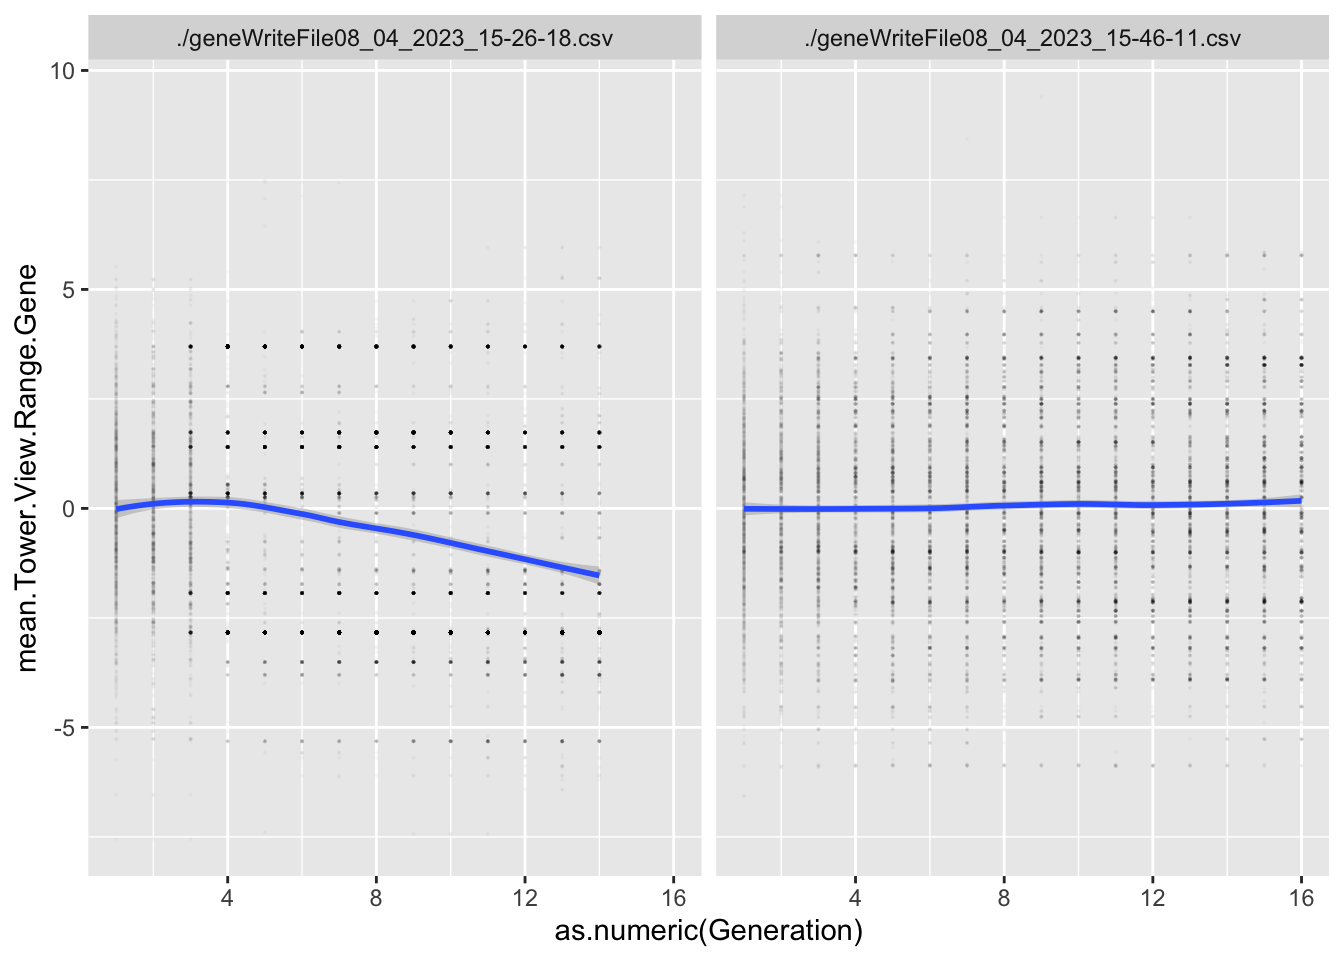 ./geneWriteFile08_04_2023_15-26-18.csv
./geneWriteFile08_04_2023_15-46-11.csv
10
5
0
-5
mean.Tower.View.Range.Gene
4 8 12 16
4 8 12 16
as.numeric(Generation)